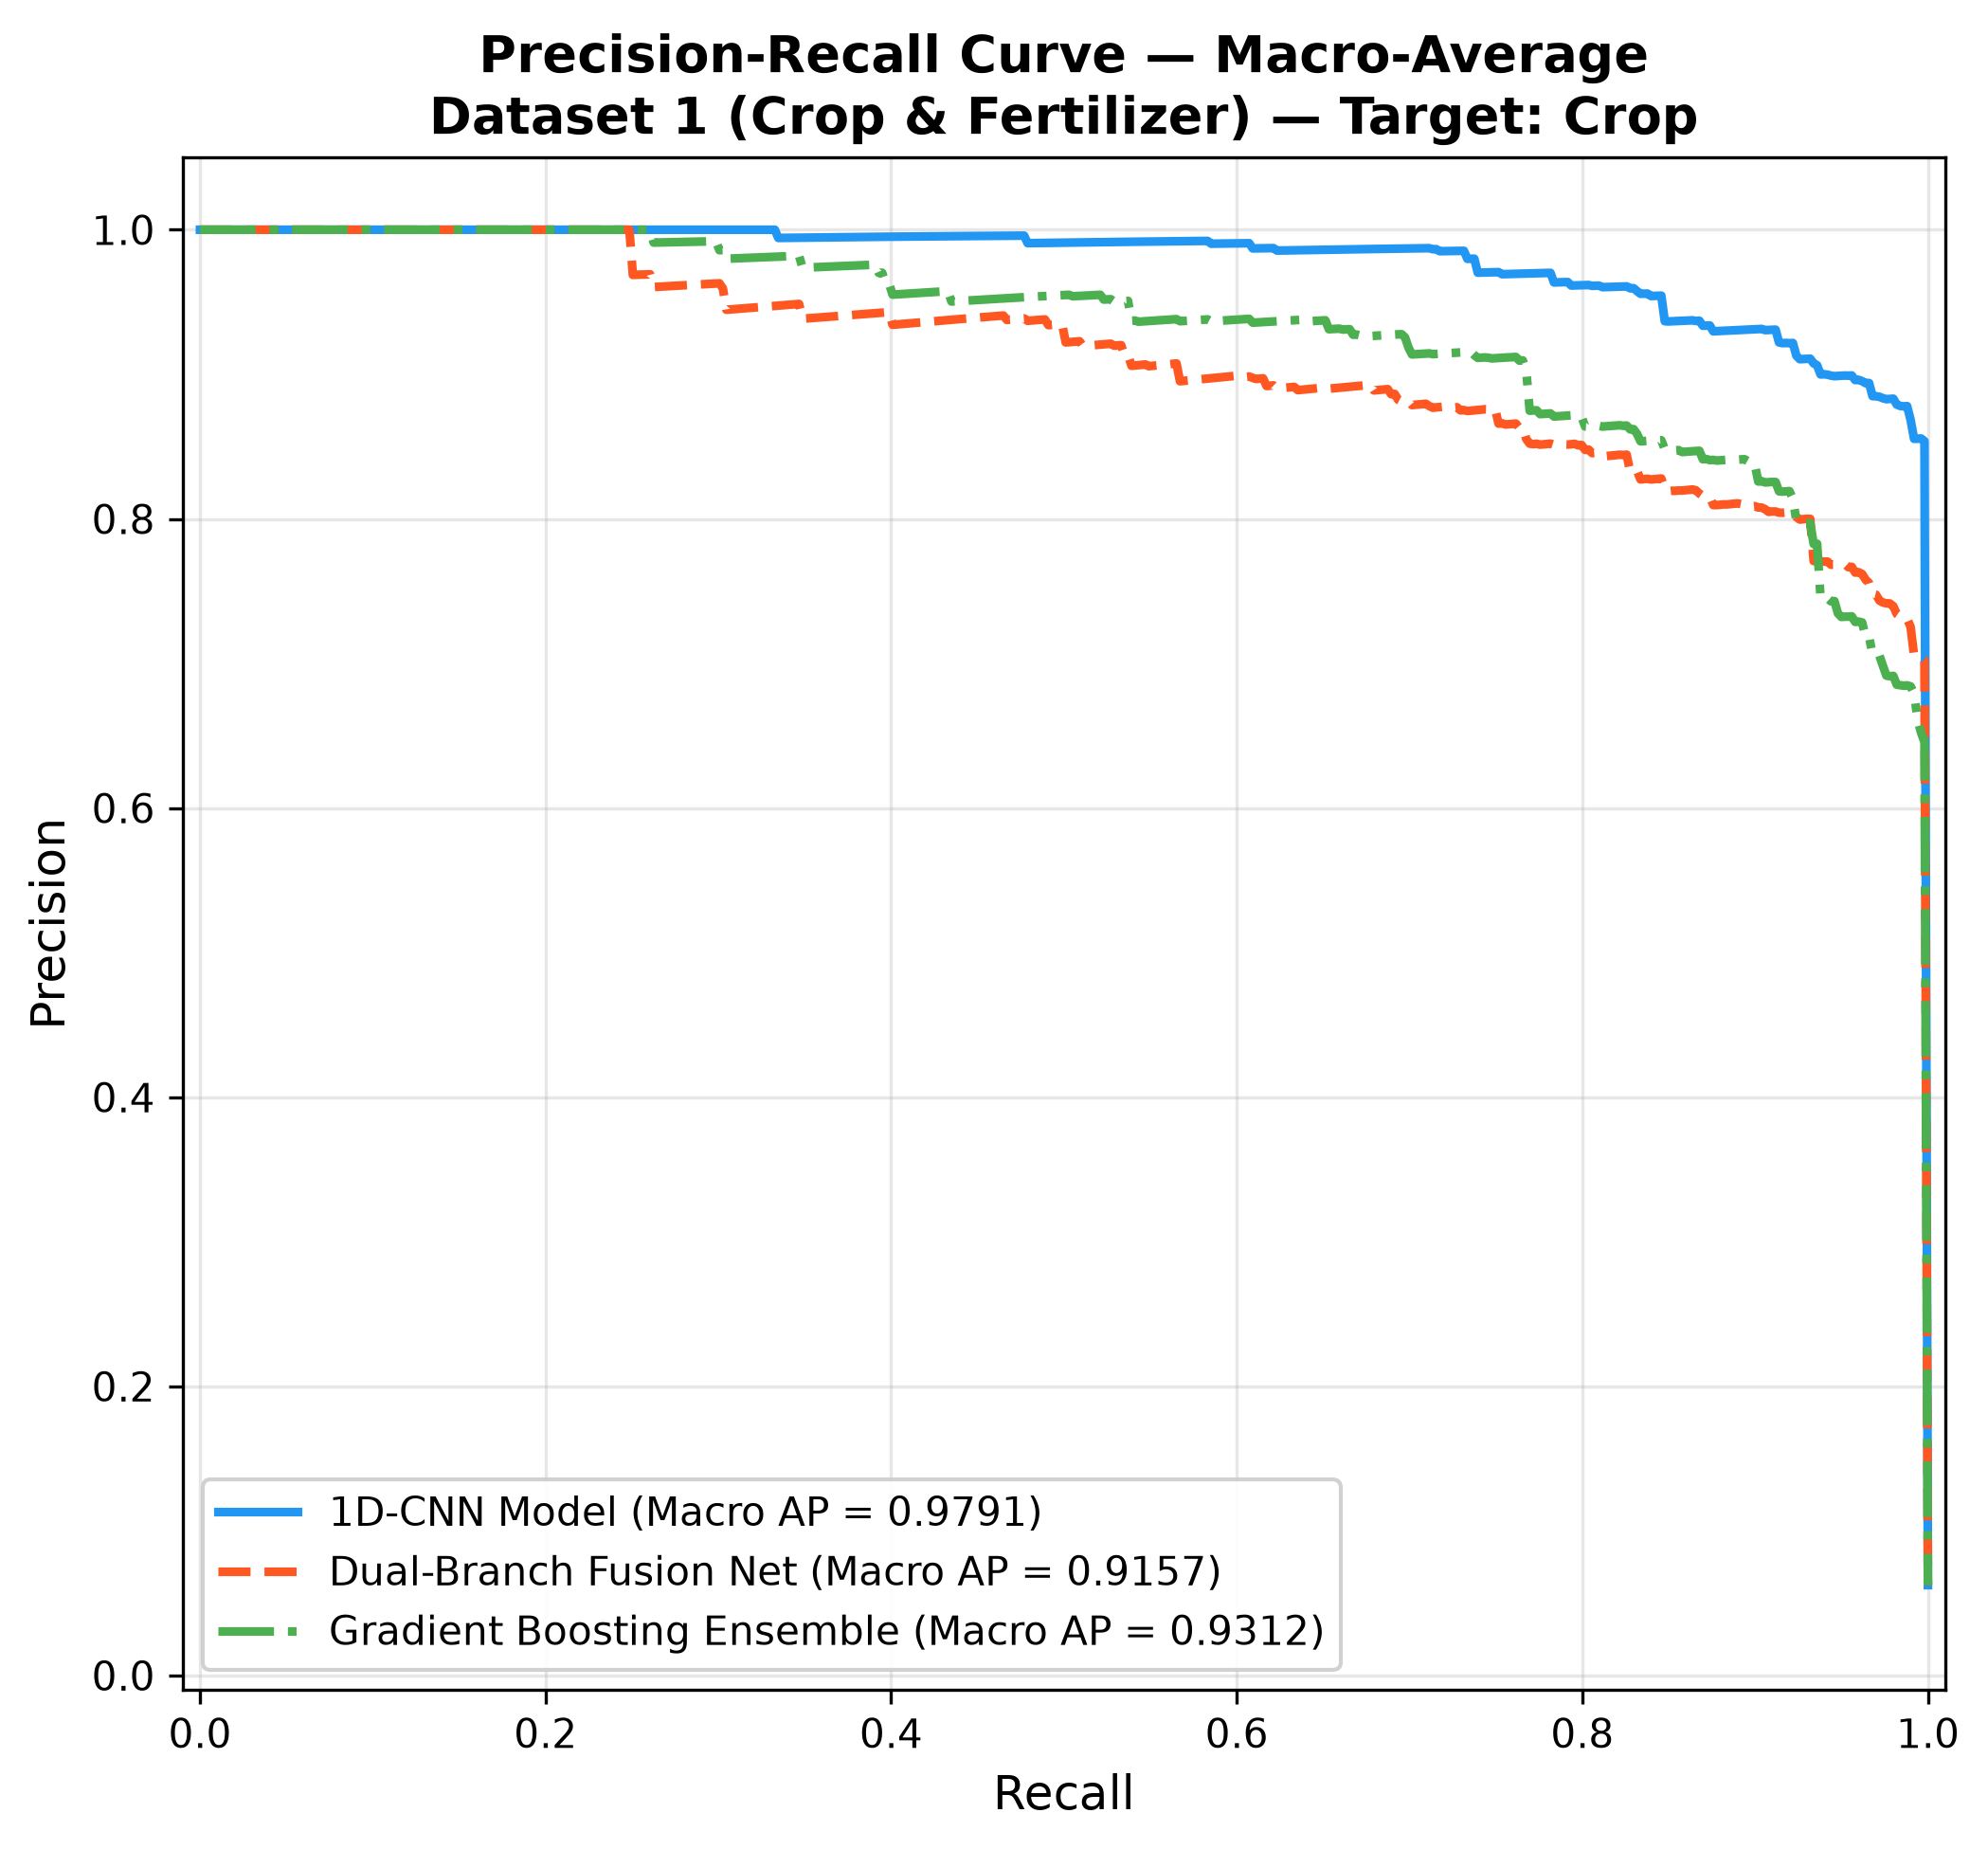 Precision-Recall Curve — Macro-Average
Dataset 1 (Crop & Fertilizer) — Target: Crop
1.0
0.8
0.6
0.4
0.2
0.0
Precision
1D-CNN Model (Macro AP = 0.9791)
Dual-Branch Fusion Net (Macro AP = 0.9157)
Gradient Boosting Ensemble (Macro AP = 0.9312)
0.0 0.2 0.4 0.6 0.8 1.0
Recall